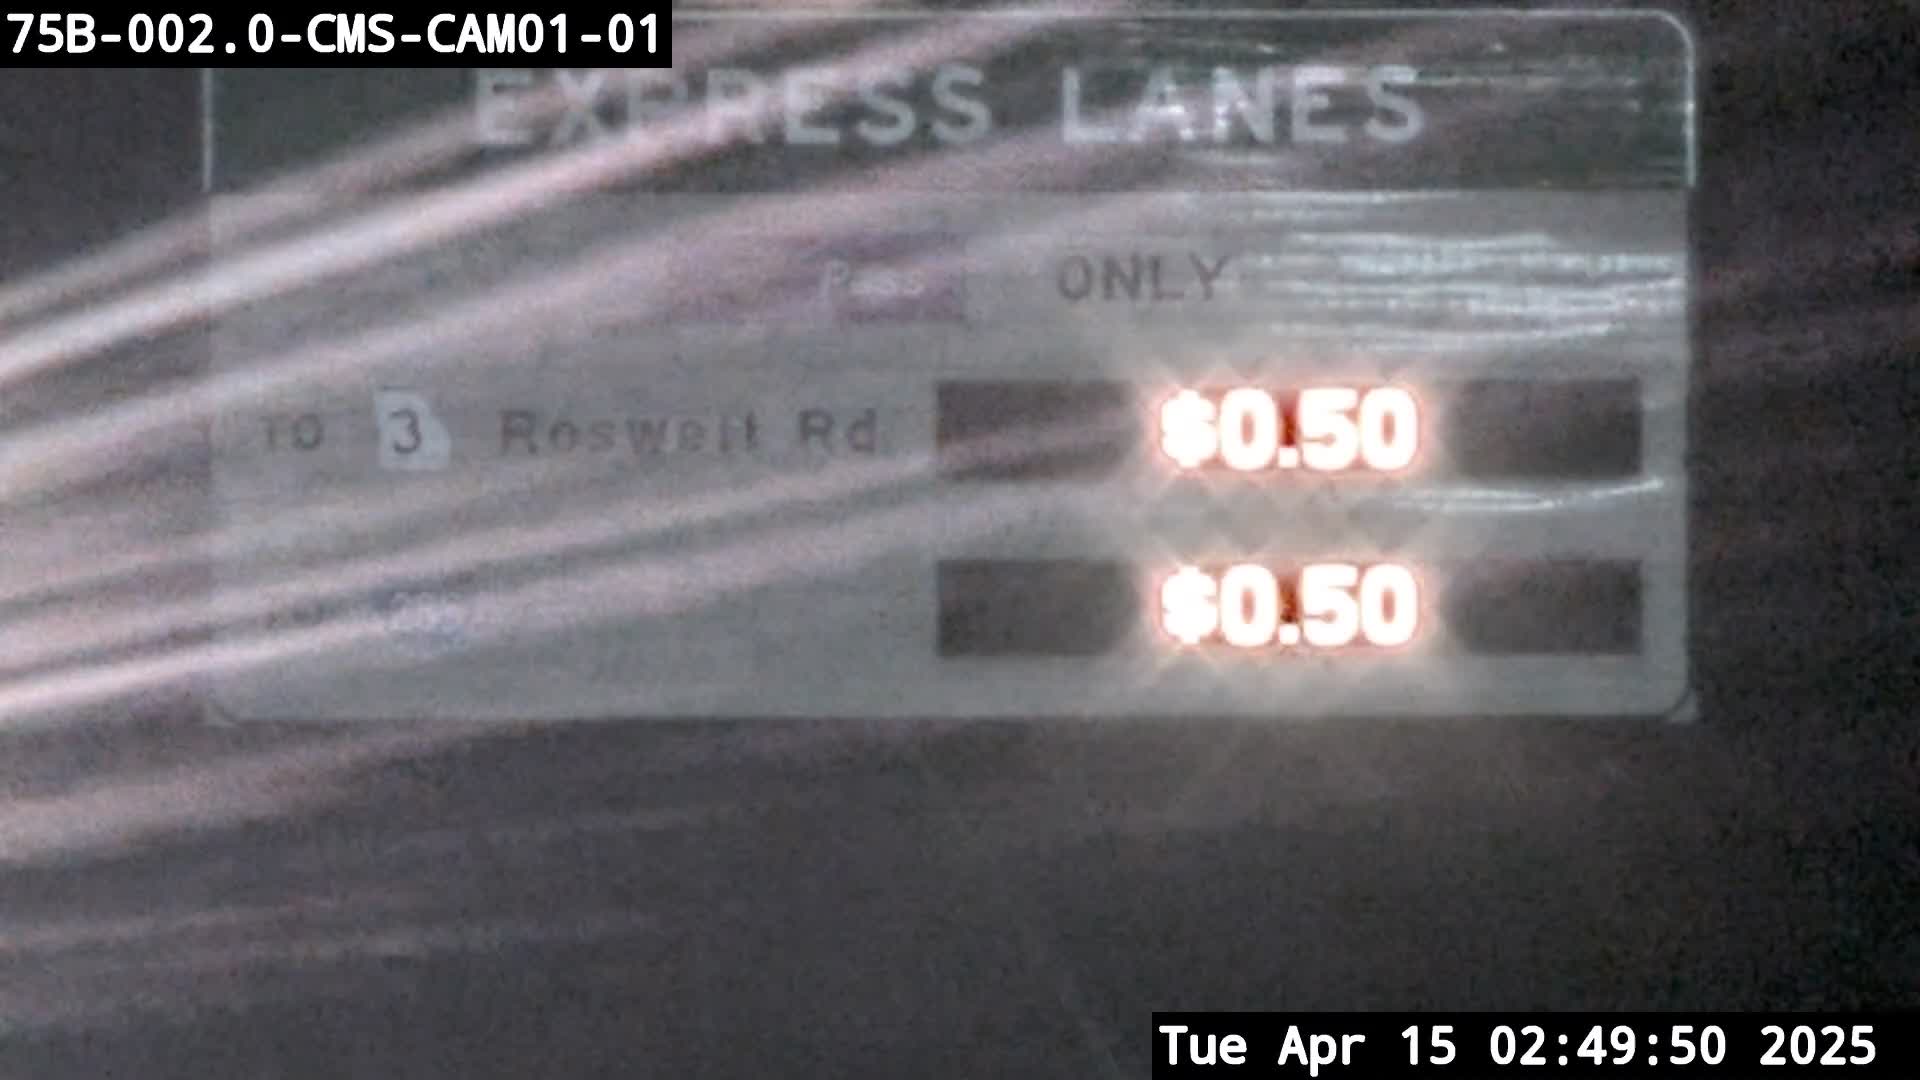 75B-002.0-CMS-CAM01-01
EXPRESS LANES
Pass ONLY
TO 3 Roswell Rd $0.50
$0.50
Tue Apr 15 02:49:50 2025